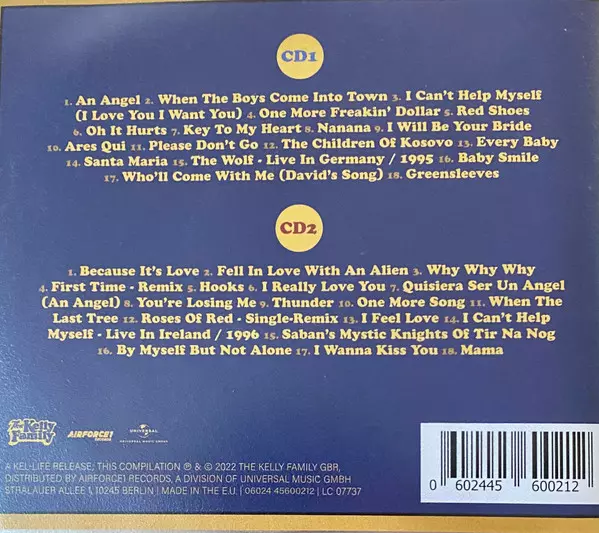 CD1
1. An Angel 2. When The Boys Come Into Town 3. I Can't Help Myself
(I Love You I Want You) 4. One More Freakin' Dollar 5. Red Shoes
6. Oh It Hurts 7. Key To My Heart 8. Nanana 9. I Will Be Your Bride
10. Ares Qui 11. Please Don't Go 12. The Children Of Kosovo 13. Every Baby
14. Santa Maria 15. The Wolf - Live In Germany / 1995 16. Baby Smile
17. Who'll Come With Me (David's Song) 18. Greensleeves
CD2
1. Because It's Love 2. Fell In Love With An Alien 3. Why Why Why
4. First Time - Remix 5. Hooks 6. I Really Love You 7. Quisiera Ser Un Angel
(An Angel) 8. You're Losing Me 9. Thunder 10. One More Song 11. When The
Last Tree 12. Roses Of Red - Single-Remix 13. I Feel Love 14. I Can't Help
Myself - Live In Ireland / 1996 15. Saban's Mystic Knights Of Tir Na Nog
16. By Myself But Not Alone 17. I Wanna Kiss You 18. Mama
The Kelly Family
AIRFORCE1 RECORDS
UNIVERSAL
UNIVERSAL MUSIC GROUP
A KEL-LIFE RELEASE; THIS COMPILATION ℗ & © 2022 THE KELLY FAMILY GBR,
DISTRIBUTED BY AIRFORCE1 RECORDS, A DIVISION OF UNIVERSAL MUSIC GMBH
STRALAUER ALLEE 1, 10245 BERLIN | MADE IN THE E.U. | 06024 45600212 | LC 07737
0 602445 600212